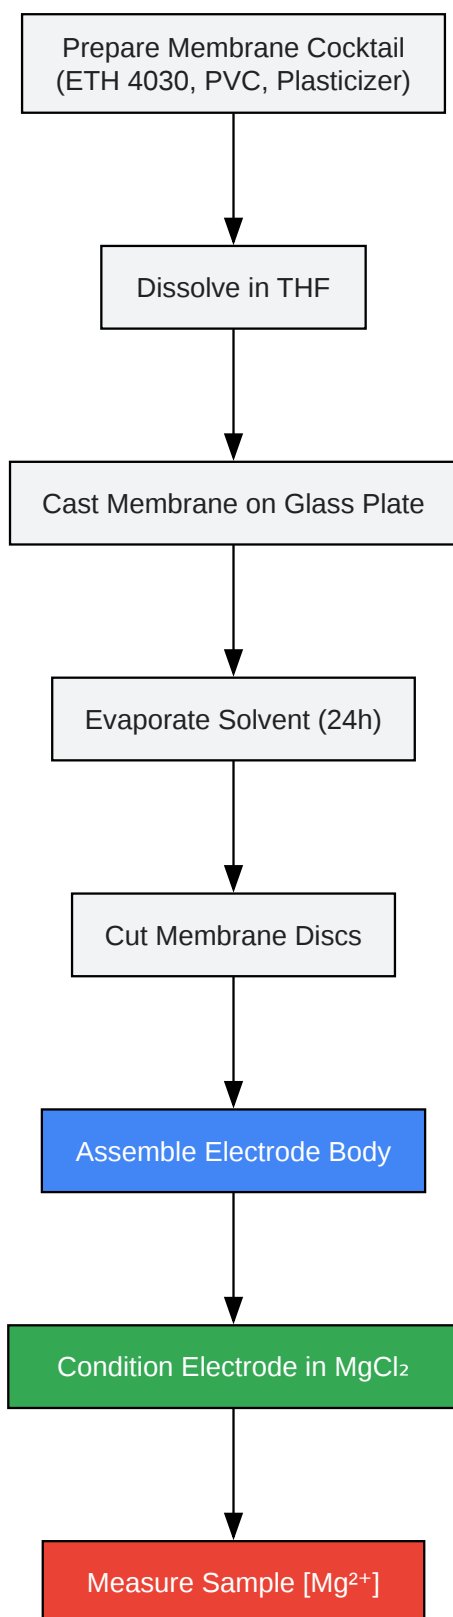 Prepare Membrane Cocktail
(ETH 4030, PVC, Plasticizer)
Dissolve in THF
Cast Membrane on Glass Plate
Evaporate Solvent (24h)
Cut Membrane Discs
Assemble Electrode Body
Condition Electrode in MgCl₂
Measure Sample [Mg²⁺]